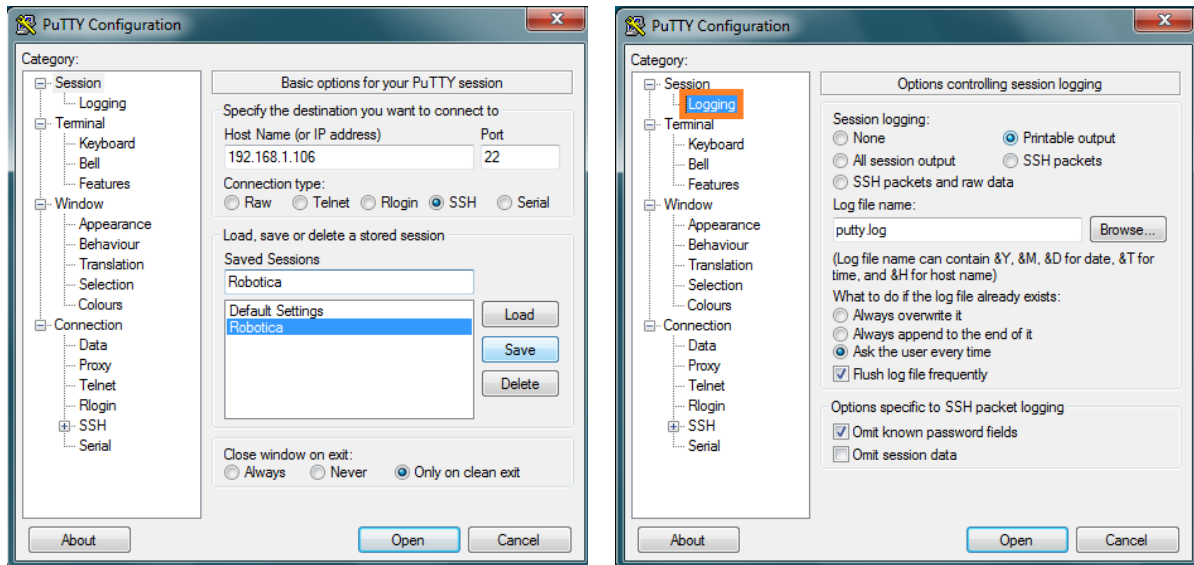 PuTTY Configuration
Category:
Session
Logging
Terminal
Keyboard
Bell
Features
Window
Appearance
Behaviour
Translation
Selection
Colours
Connection
Data
Proxy
Telnet
Rlogin
SSH
Serial
Basic options for your PuTTY session
Specify the destination you want to connect to
Host Name (or IP address) Port
192.168.1.106 22
Connection type:
Raw Telnet Rlogin SSH Serial
Load, save or delete a stored session
Saved Sessions
Robotica
Default Settings
Robotica
Load
Save
Delete
Close window on exit:
Always Never Only on clean exit
About Open Cancel
PuTTY Configuration
Category:
Session
Logging
Terminal
Keyboard
Bell
Features
Window
Appearance
Behaviour
Translation
Selection
Colours
Connection
Data
Proxy
Telnet
Rlogin
SSH
Serial
Options controlling session logging
Session logging:
None Printable output
All session output SSH packets
SSH packets and raw data
Log file name:
putty.log Browse...
(Log file name can contain &Y, &M, &D for date, &T for
time, and &H for host name)
What to do if the log file already exists:
Always overwrite it
Always append to the end of it
Ask the user every time
Flush log file frequently
Options specific to SSH packet logging
Omit known password fields
Omit session data
About Open Cancel